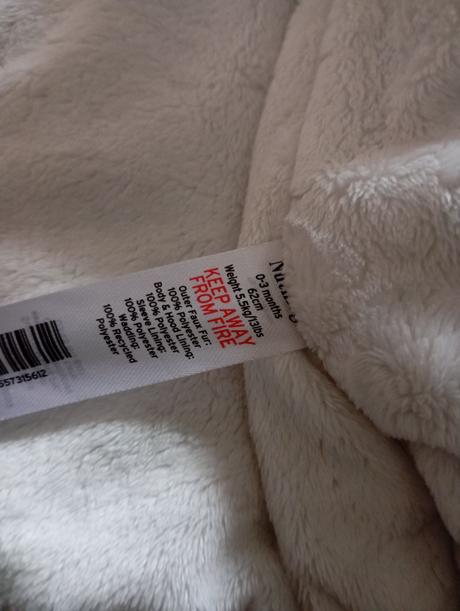 0-3 months
62cm
Weight 5.5kg/13lbs
KEEP AWAY
FROM FIRE
Outer Faux Fur:
100% Polyester
Body & Hood Lining:
100% Polyester
Sleeve Lining:
100% Polyester
Wadding:
100% Recycled
Polyester
557315612